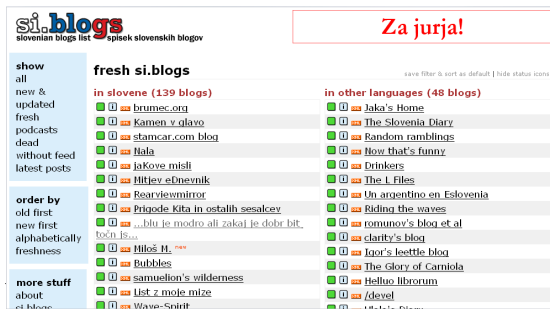 si.blogs
slovenian blogs list
spisek slovenskih blogov
Za jurja!
show
all
new &
updated
fresh
podcasts
dead
without feed
latest posts
order by
old first
new first
alphabetically
freshness
more stuff
about
si.blogs
fresh si.blogs
save filter & sort as default | hide status icons
in slovene (139 blogs)
brumec.org
Kamen v glavo
stamcar.com blog
Nala
jaKove misli
Mitjev eDnevnik
Rearviewmirror
Prigode Kita in ostalih sesalcev
...blu je modro ali zakaj je dobr bit
točn js...
Miloš M. new
Bubbles
samuelion's wilderness
List z moje mize
Wave-Spirit
in other languages (48 blogs)
Jaka's Home
The Slovenia Diary
Random ramblings
Now that's funny
Drinkers
The L Files
Un argentino en Eslovenia
Riding the waves
romunov's blog et al
clarity's blog
Igor's leettle blog
The Glory of Carniola
Helluo librorum
/devel